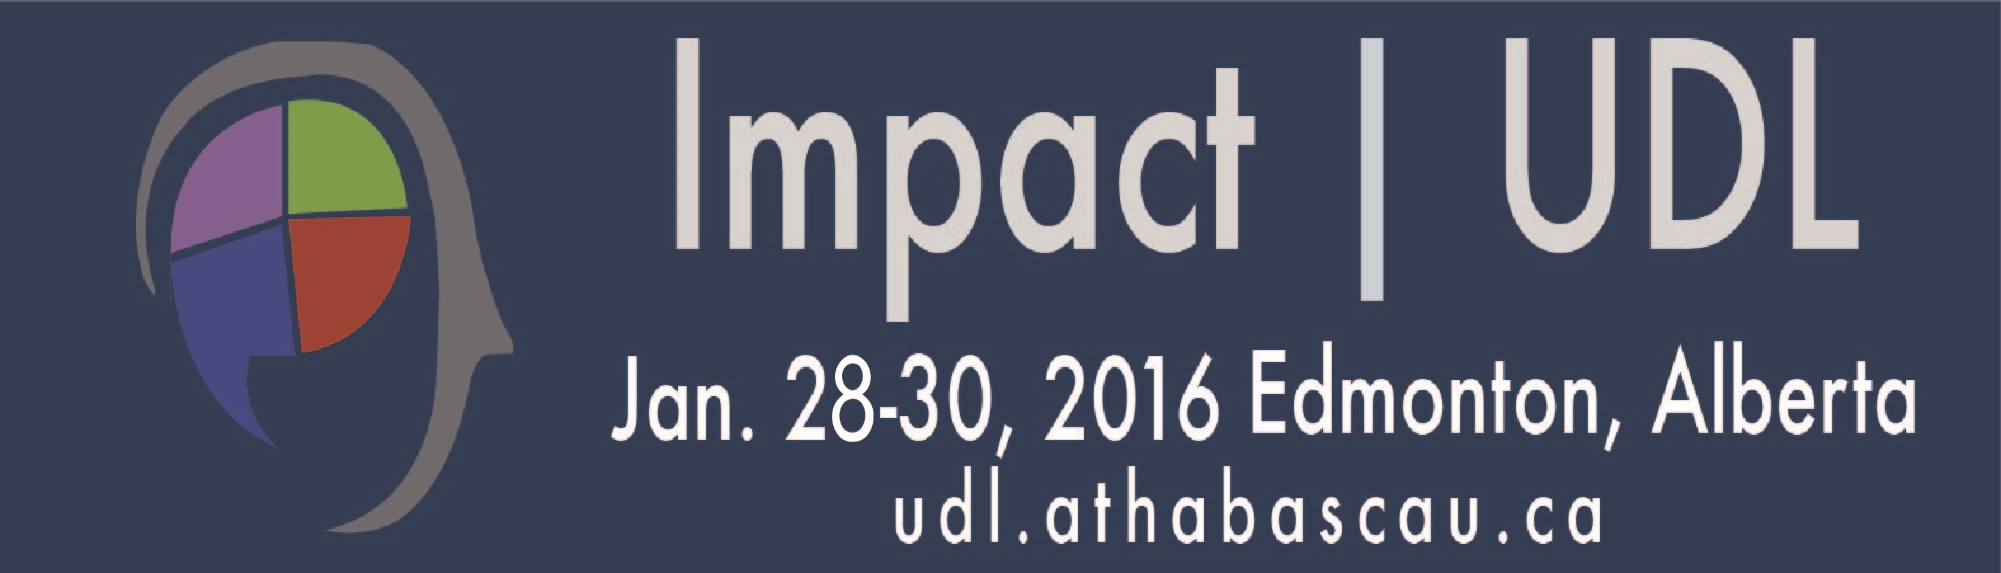 Impact | UDL
Jan. 28-30, 2016 Edmonton, Alberta
udl.athabascau.ca